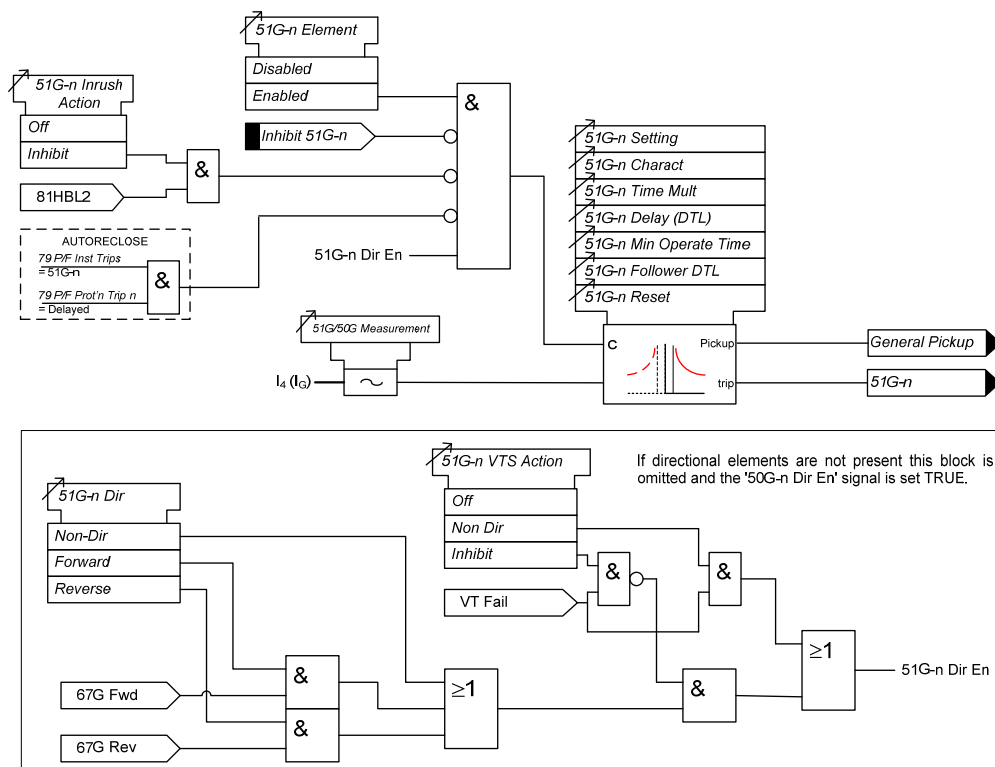 51G-n Element
Disabled
Enabled
51G-n Inrush
Action
Off
Inhibit
81HBL2
&
Inhibit 51G-n
&
51G-n Dir En
AUTORECLOSE
79 P/F Inst Trips
= 51G-n
79 P/F Prot'n Trip n
= Delayed
&
51G-n Setting
51G-n Charact
51G-n Time Mult
51G-n Delay (DTL)
51G-n Min Operate Time
51G-n Follower DTL
51G-n Reset
51G/50G Measurement
I4 (IG)
~
C
Pickup
trip
General Pickup
51G-n
If directional elements are not present this block is
omitted and the '50G-n Dir En' signal is set TRUE.
51G-n Dir
Non-Dir
Forward
Reverse
51G-n VTS Action
Off
Non Dir
Inhibit
VT Fail
&
&
67G Fwd
67G Rev
&
&
≥1
&
≥1
51G-n Dir En